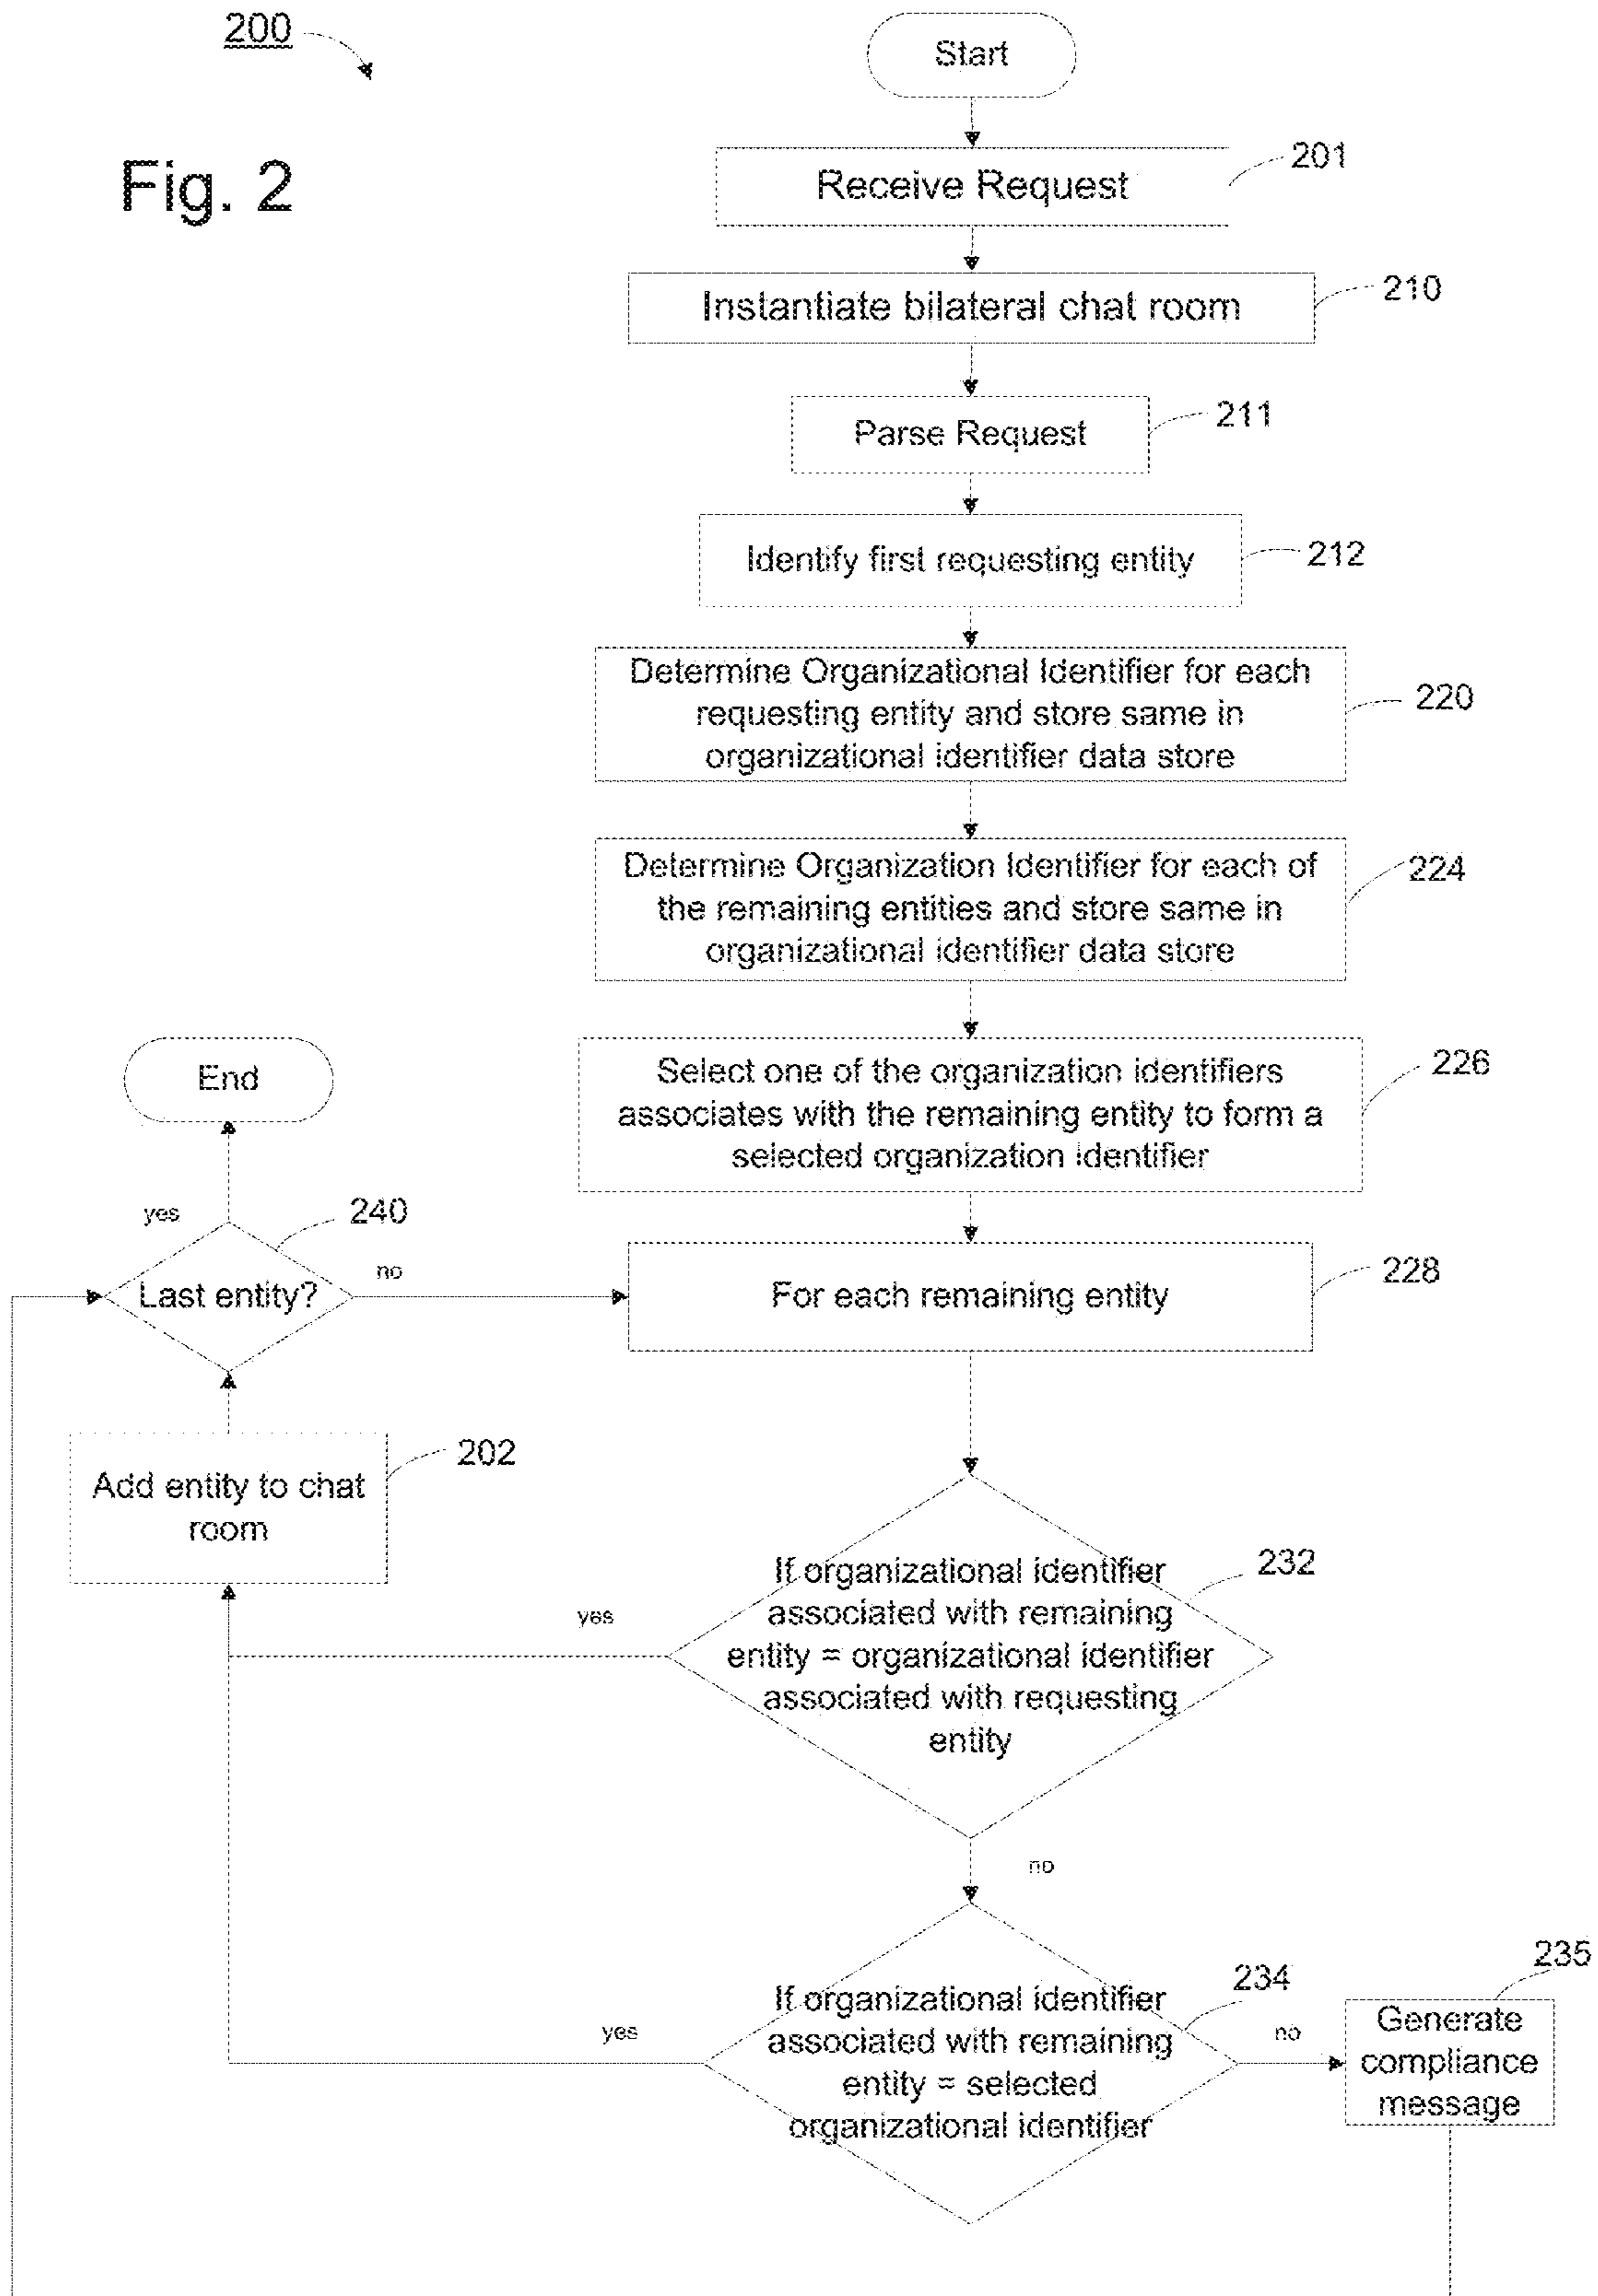 200
Fig. 2
Start
Receive Request
201
Instantiate bilateral chat room
210
Parse Request
211
Identify first requesting entity
212
Determine Organizational Identifier for each
requesting entity and store same in
organizational identifier data store
220
Determine Organization Identifier for each of
the remaining entities and store same in
organizational identifier data store
224
Select one of the organization identifiers
associates with the remaining entity to form a
selected organization identifier
226
End
yes
240
Last entity?
no
For each remaining entity
228
Add entity to chat
room
202
If organizational identifier
associated with remaining
entity = organizational identifier
associated with requesting
entity
232
yes
no
If organizational identifier
associated with remaining
entity = selected
organizational identifier
234
yes
no
235
Generate
compliance
message